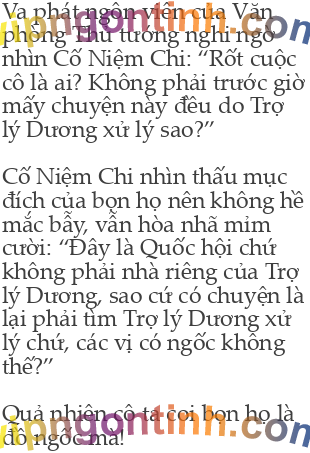 Và phát ngôn viên của Văn
phòng Thủ tướng nghi ngờ
nhìn Cố Niệm Chi: “Rốt cuộc
cô là ai? Không phải trước giờ
mấy chuyện này đều do Trợ
lý Dương xử lý sao?”
Cố Niệm Chi nhìn thấu mục
đích của bọn họ nên không hề
mắc bẫy, vẫn hòa nhã mỉm
cười: “Đây là Quốc hội chứ
không phải nhà riêng của Trợ
lý Dương, sao cứ có chuyện là
lại phải tìm Trợ lý Dương xử
lý chứ, các vị có ngốc không
thế?”
Quả nhiên cô ta coi bọn họ là
đồ ngốc mà!
vipngontinh.com
vipngontinh.com